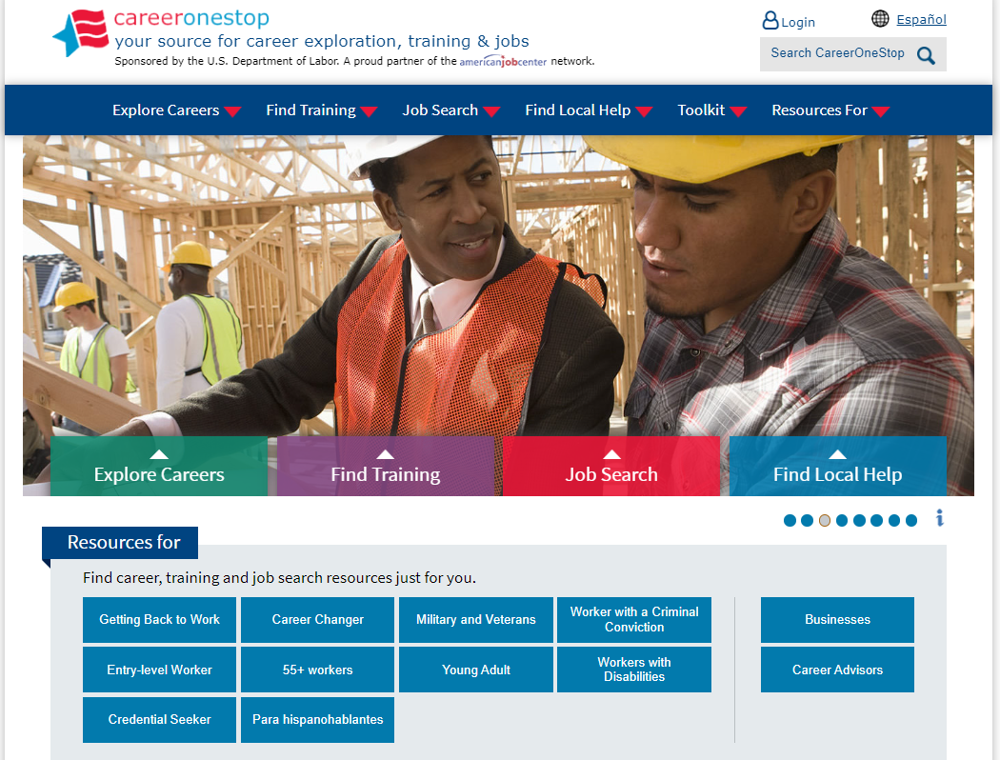 careeronestop
your source for career exploration, training & jobs
Sponsored by the U.S. Department of Labor. A proud partner of the americanjobcenter network.
Login
Español
Search CareerOneStop
Explore Careers
Find Training
Job Search
Find Local Help
Toolkit
Resources For
Explore Careers
Find Training
Job Search
Find Local Help
i
Resources for
Find career, training and job search resources just for you.
Getting Back to Work
Career Changer
Military and Veterans
Worker with a Criminal
Conviction
Businesses
Entry-level Worker
55+ workers
Young Adult
Workers with
Disabilities
Career Advisors
Credential Seeker
Para hispanohablantes